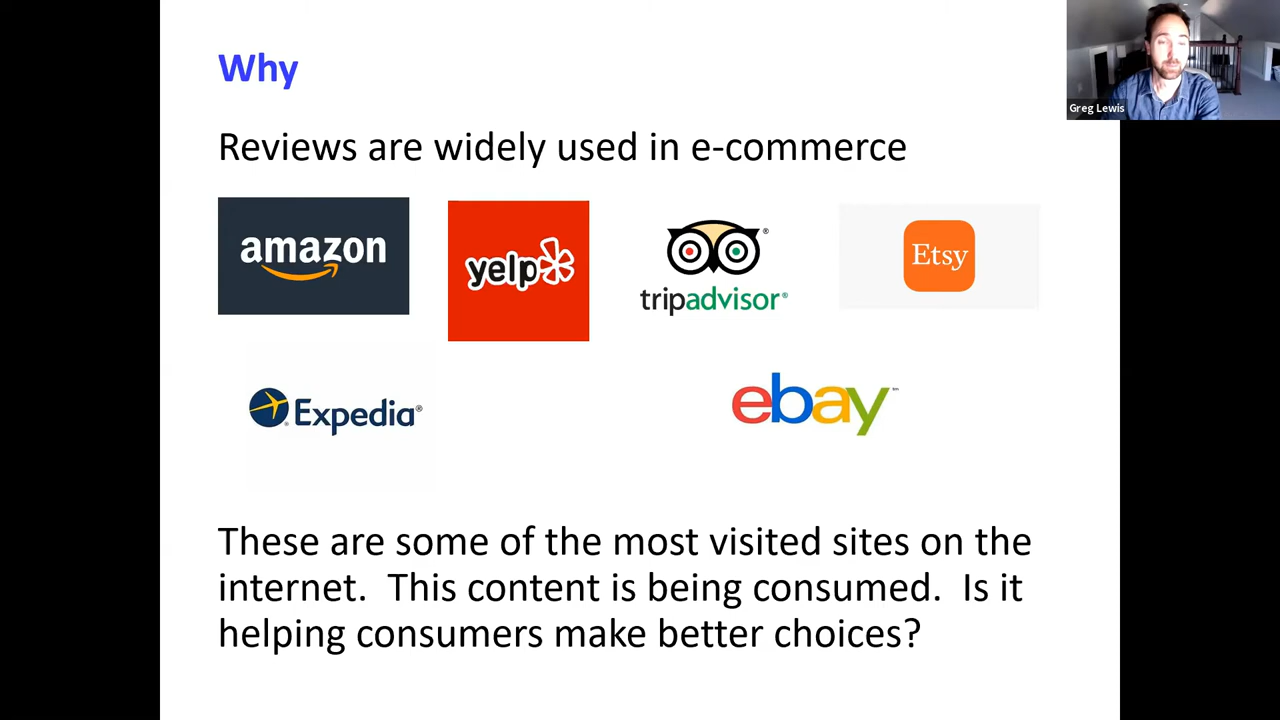 Why
Greg Lewis
Reviews are widely used in e-commerce
amazon
yelp
tripadvisor®
Etsy
Expedia®
ebay™
These are some of the most visited sites on the
internet.  This content is being consumed.  Is it
helping consumers make better choices?